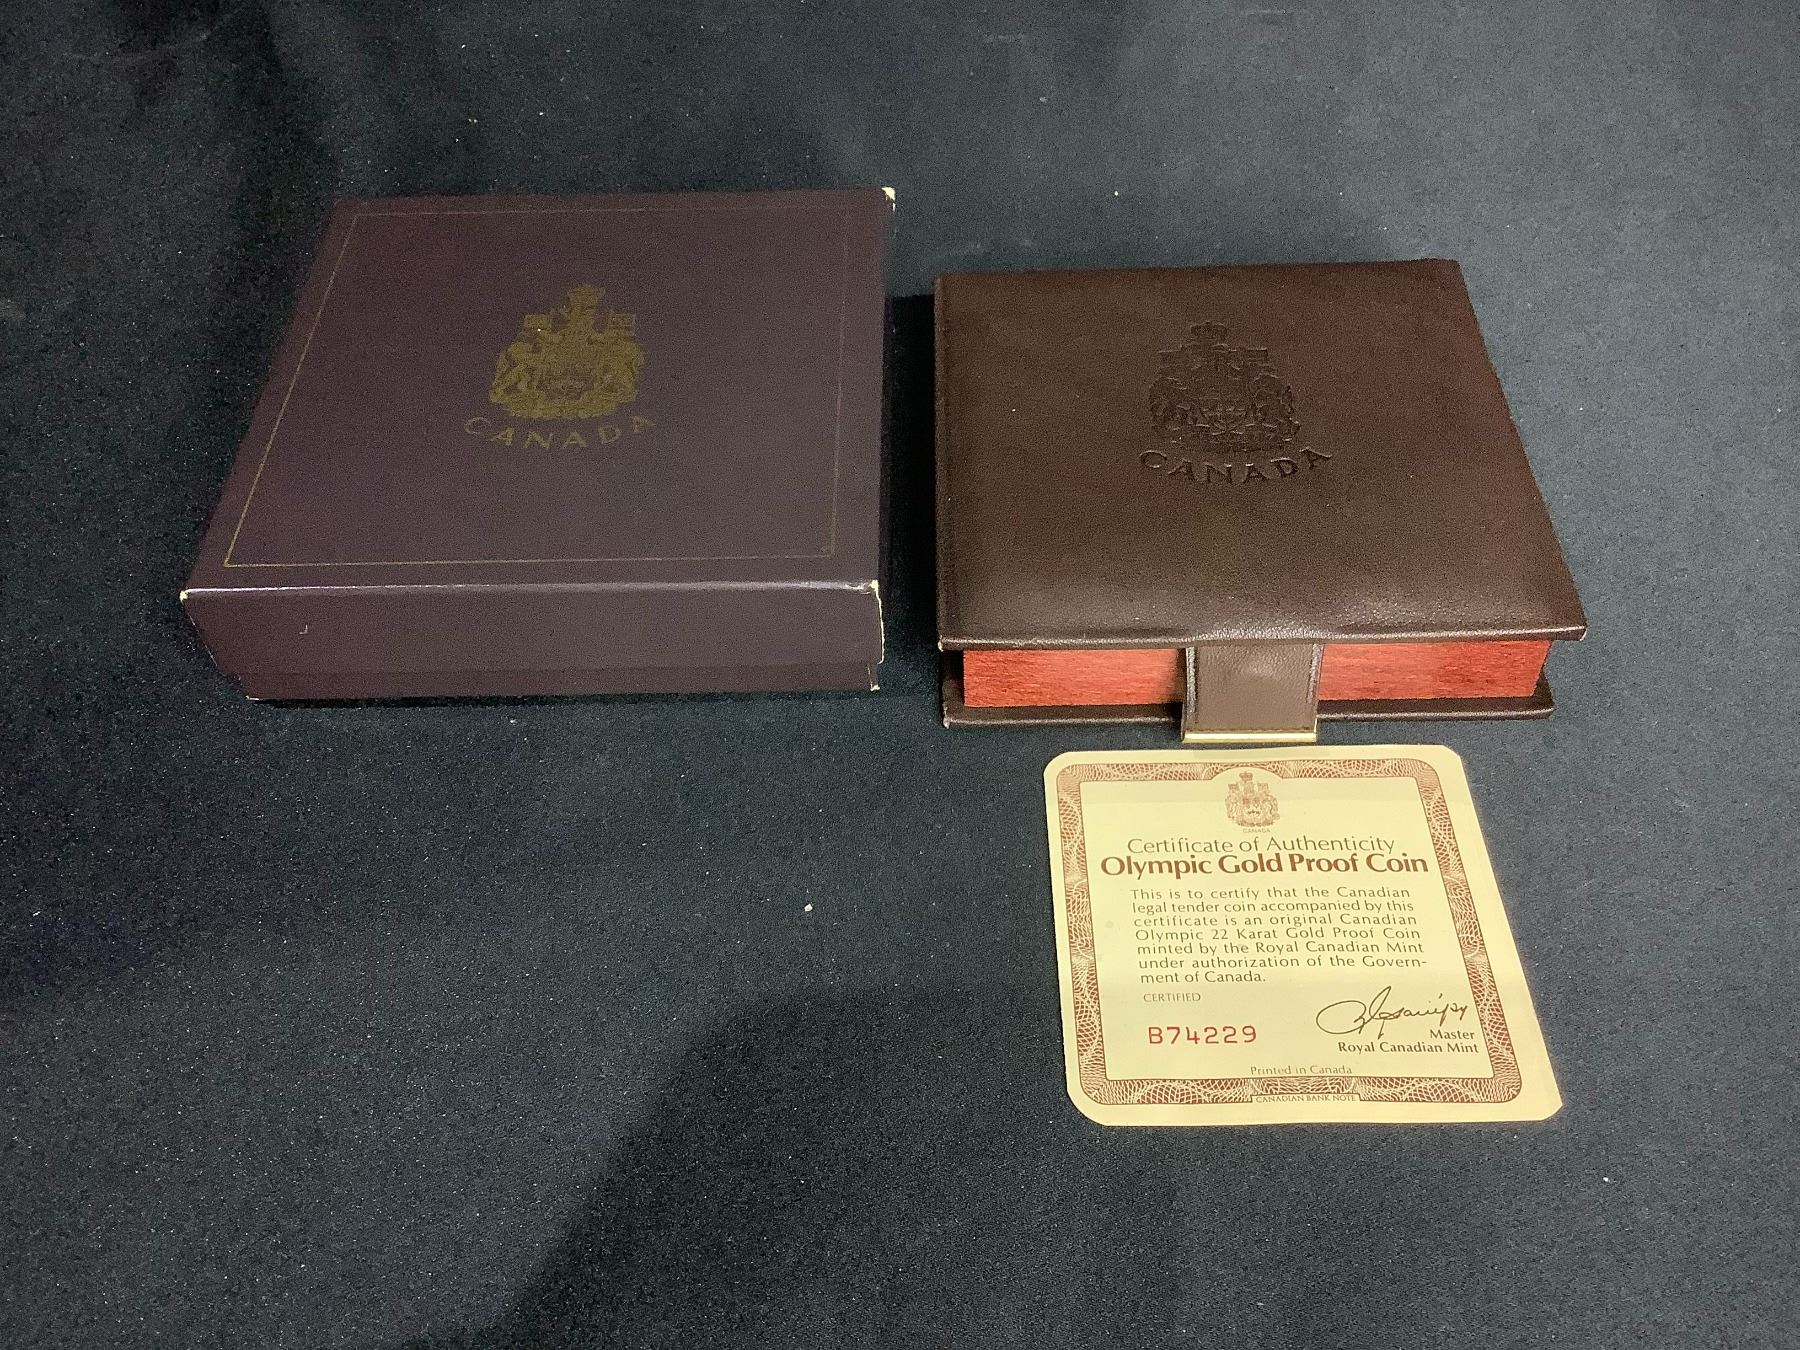 CANADA
CANADA
CANADA
Certificate of Authenticity
Olympic Gold Proof Coin
This is to certify that the Canadian
legal tender coin accompanied by this
certificate is an original Canadian
Olympic 22 Karat Gold Proof Coin
minted by the Royal Canadian Mint
under authorization of the Govern-
ment of Canada.
CERTIFIED
B74229
Master
Royal Canadian Mint
Printed in Canada
CANADIAN BANK NOTE